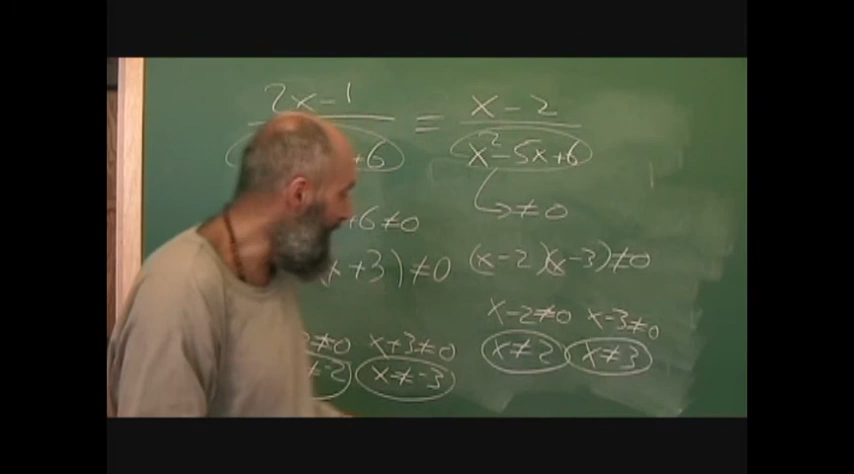 2x-1 = x-2
+6 x²-5x+6
+6≠0 ↳≠0
x+3)≠0 (x-2)(x-3)≠0
x-2≠0 x-3≠0
≠0 x+3≠0 x≠2 x≠3
≠-2 x≠-3